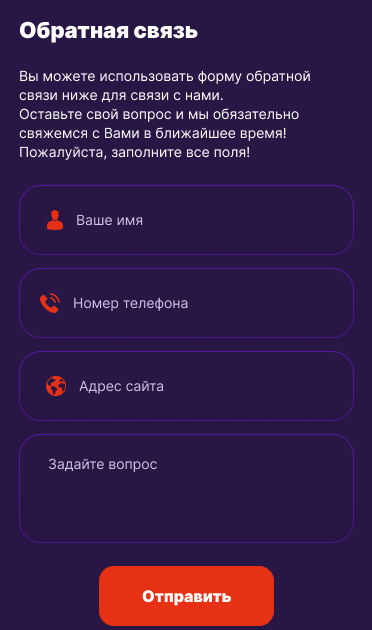 Обратная связь
Вы можете использовать форму обратной
связи ниже для связи с нами.
Оставьте свой вопрос и мы обязательно
свяжемся с Вами в ближайшее время!
Пожалуйста, заполните все поля!
Ваше имя
Номер телефона
Адрес сайта
Задайте вопрос
Отправить